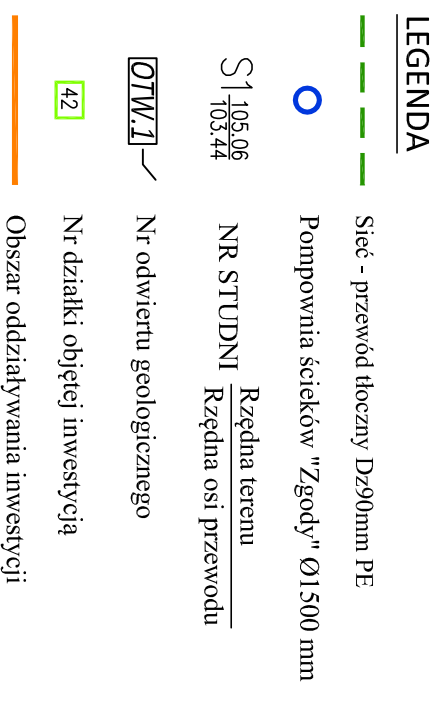 LEGENDA
Sieć - przewód tłoczny Dz90mm PE
Pompownia ścieków "Zgody" Ø1500 mm
S1 105.06
103.44
NR STUDNI Rzędna terenu
Rzędna osi przewodu
OTW.1 Nr odwiertu geologicznego
42 Nr działki objętej inwestycją
Obszar oddziaływania inwestycji